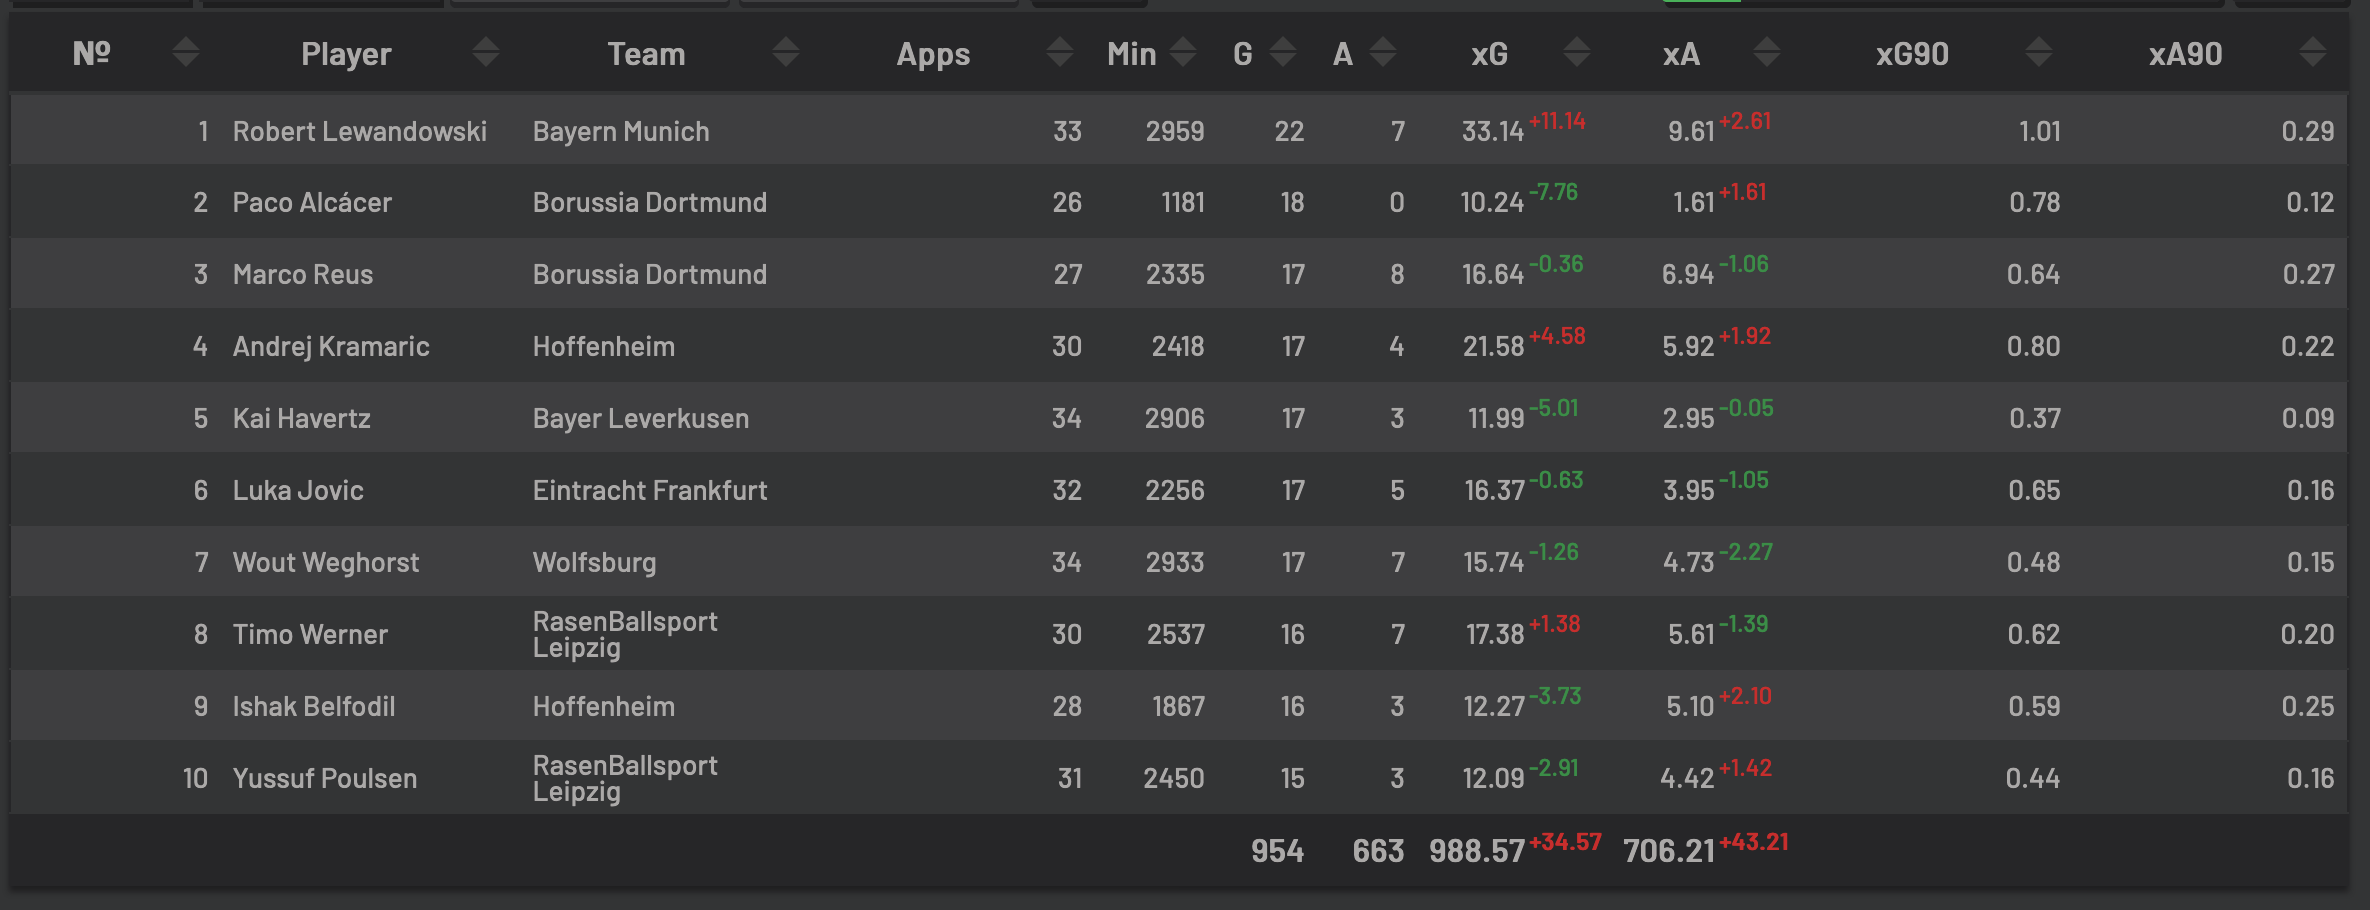 Nº Player Team Apps Min G A xG xA xG90 xA90
1 Robert Lewandowski Bayern Munich 33 2959 22 7 33.14 +11.14 9.61 +2.61 1.01 0.29
2 Paco Alcácer Borussia Dortmund 26 1181 18 0 10.24 -7.76 1.61 +1.61 0.78 0.12
3 Marco Reus Borussia Dortmund 27 2335 17 8 16.64 -0.36 6.94 -1.06 0.64 0.27
4 Andrej Kramaric Hoffenheim 30 2418 17 4 21.58 +4.58 5.92 +1.92 0.80 0.22
5 Kai Havertz Bayer Leverkusen 34 2906 17 3 11.99 -5.01 2.95 -0.05 0.37 0.09
6 Luka Jovic Eintracht Frankfurt 32 2256 17 5 16.37 -0.63 3.95 -1.05 0.65 0.16
7 Wout Weghorst Wolfsburg 34 2933 17 7 15.74 -1.26 4.73 -2.27 0.48 0.15
8 Timo Werner RasenBallsport Leipzig 30 2537 16 7 17.38 +1.38 5.61 -1.39 0.62 0.20
9 Ishak Belfodil Hoffenheim 28 1867 16 3 12.27 -3.73 5.10 +2.10 0.59 0.25
10 Yussuf Poulsen RasenBallsport Leipzig 31 2450 15 3 12.09 -2.91 4.42 +1.42 0.44 0.16
954 663 988.57 +34.57 706.21 +43.21